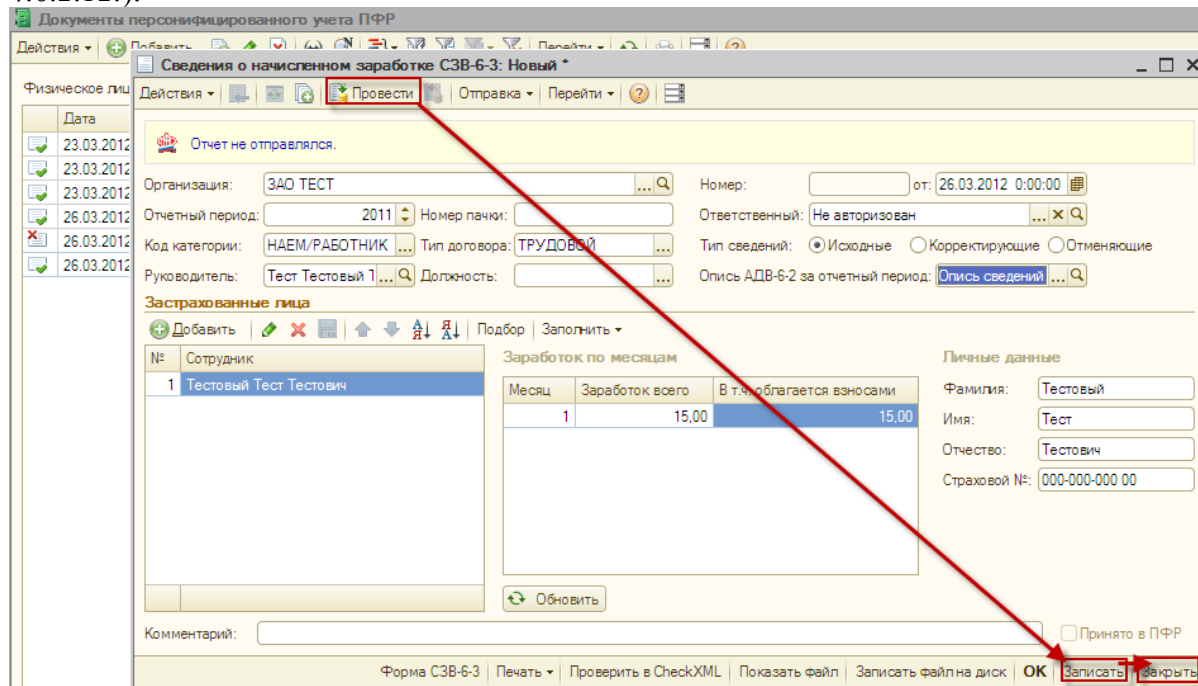 Документы персонифицированного учета ПФР
Действия Добавить Перейти
Сведения о начисленном заработке СЗВ-6-3: Новый *
Физическое лиц
Действия Провести Отправка Перейти
Дата
23.03.2012
23.03.2012
23.03.2012
26.03.2012
26.03.2012
26.03.2012
Отчет не отправлялся.
Организация: ЗАО ТЕСТ ... Номер: от: 26.03.2012 0:00:00
Отчетный период: 2011 Номер пачки: Ответственный: Не авторизован ...
Код категории: НАЕМ/РАБОТНИК ... Тип договора: ТРУДОВОЙ ... Тип сведений: Исходные Корректирующие Отменяющие
Руководитель: Тест Тестовый Т ... Должность: ... Опись АДВ-6-2 за отчетный период: Опись сведений ...
Застрахованные лица
Добавить Подбор Заполнить
№ Сотрудник Заработок по месяцам Личные данные
1 Тестовый Тест Тестович Месяц Заработок всего В т.ч. облагается взносами Фамилия: Тестовый
1 15,00 15,00 Имя: Тест
Отчество: Тестович
Страховой №: 000-000-000 00
Обновить
Комментарий: Принято в ПФР
Форма СЗВ-6-3 Печать Проверить в CheckXML Показать файл Записать файл на диск OK Записать Закрыть